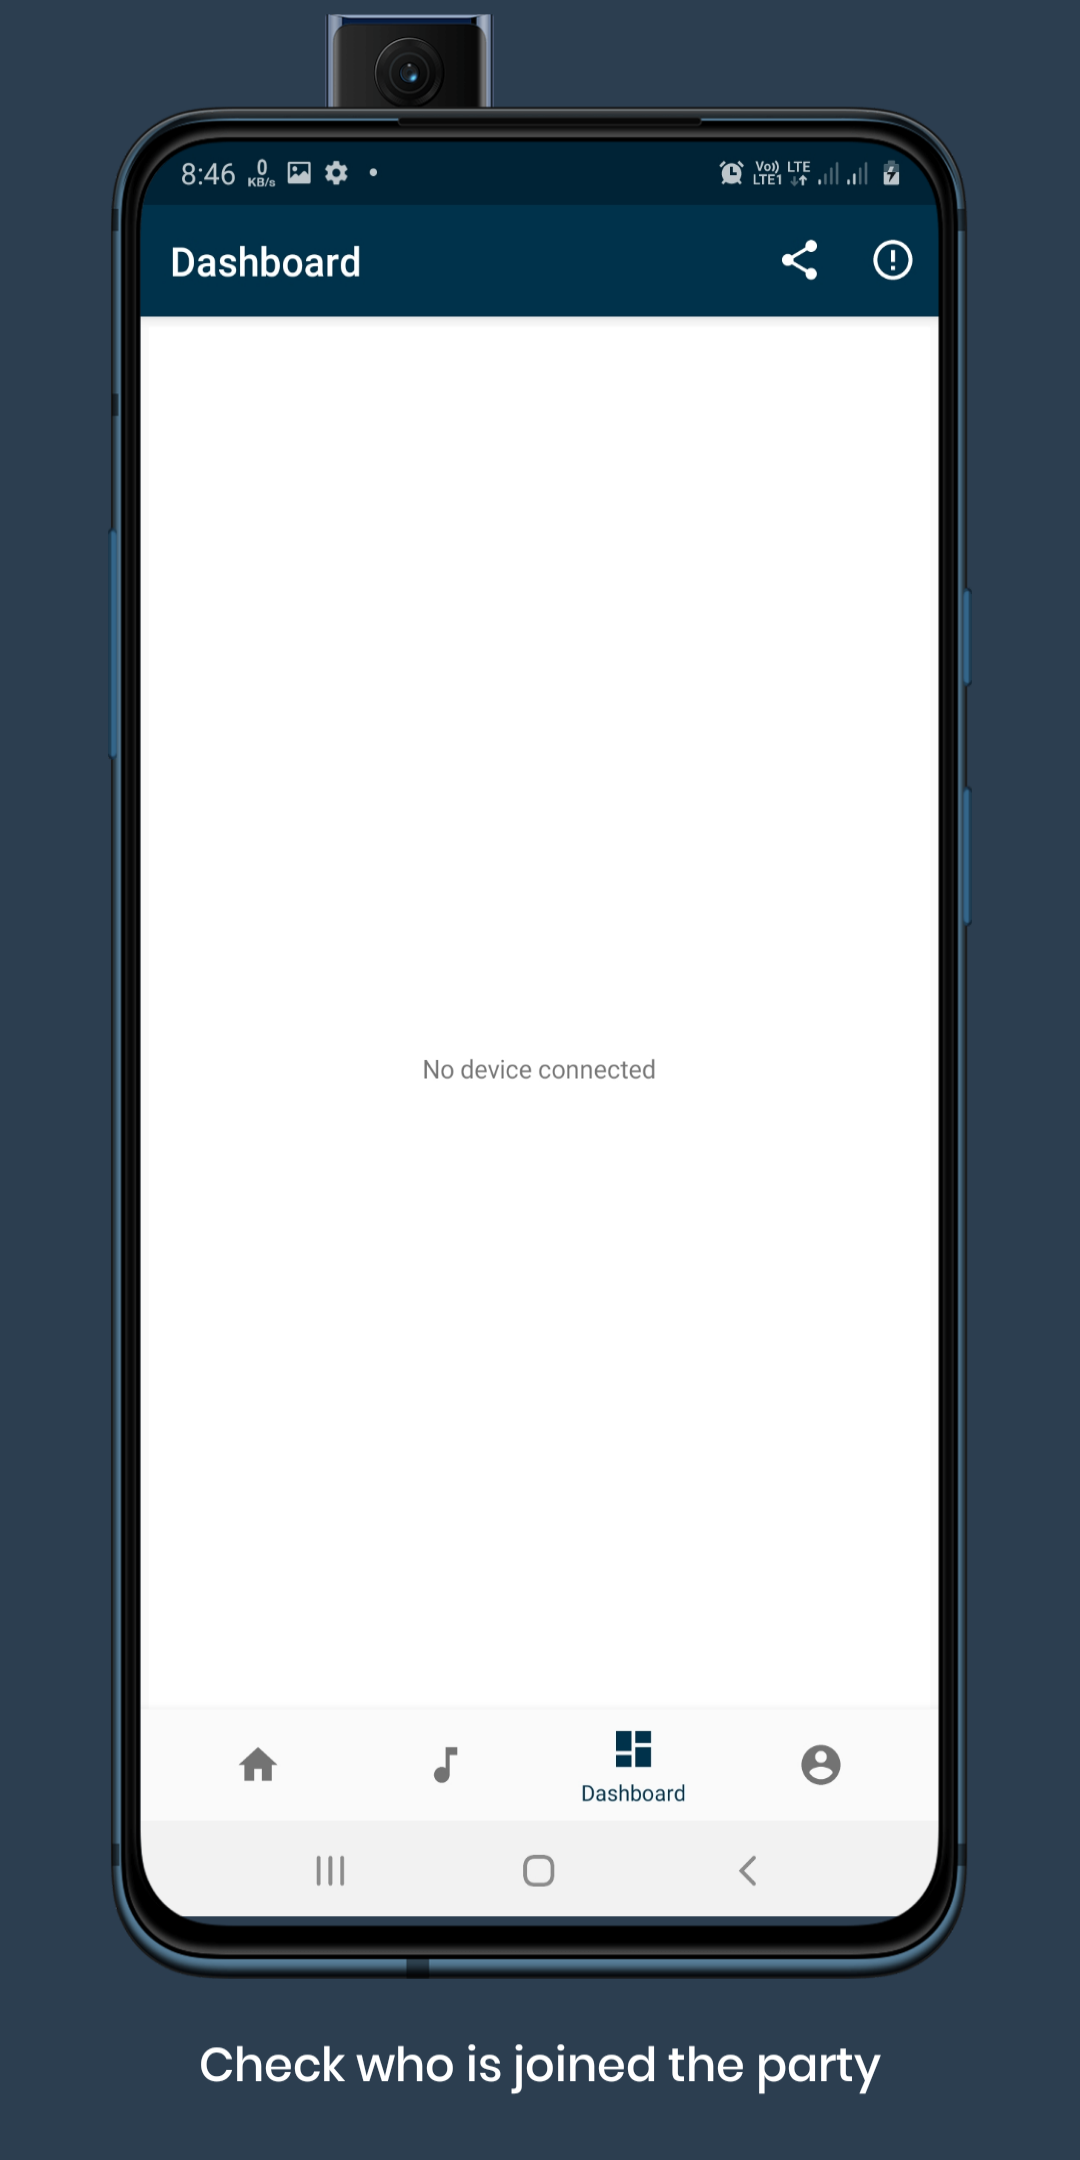 8:46 0 KB/s Vo)) LTE1 LTE
Dashboard
No device connected
Dashboard
Check who is joined the party